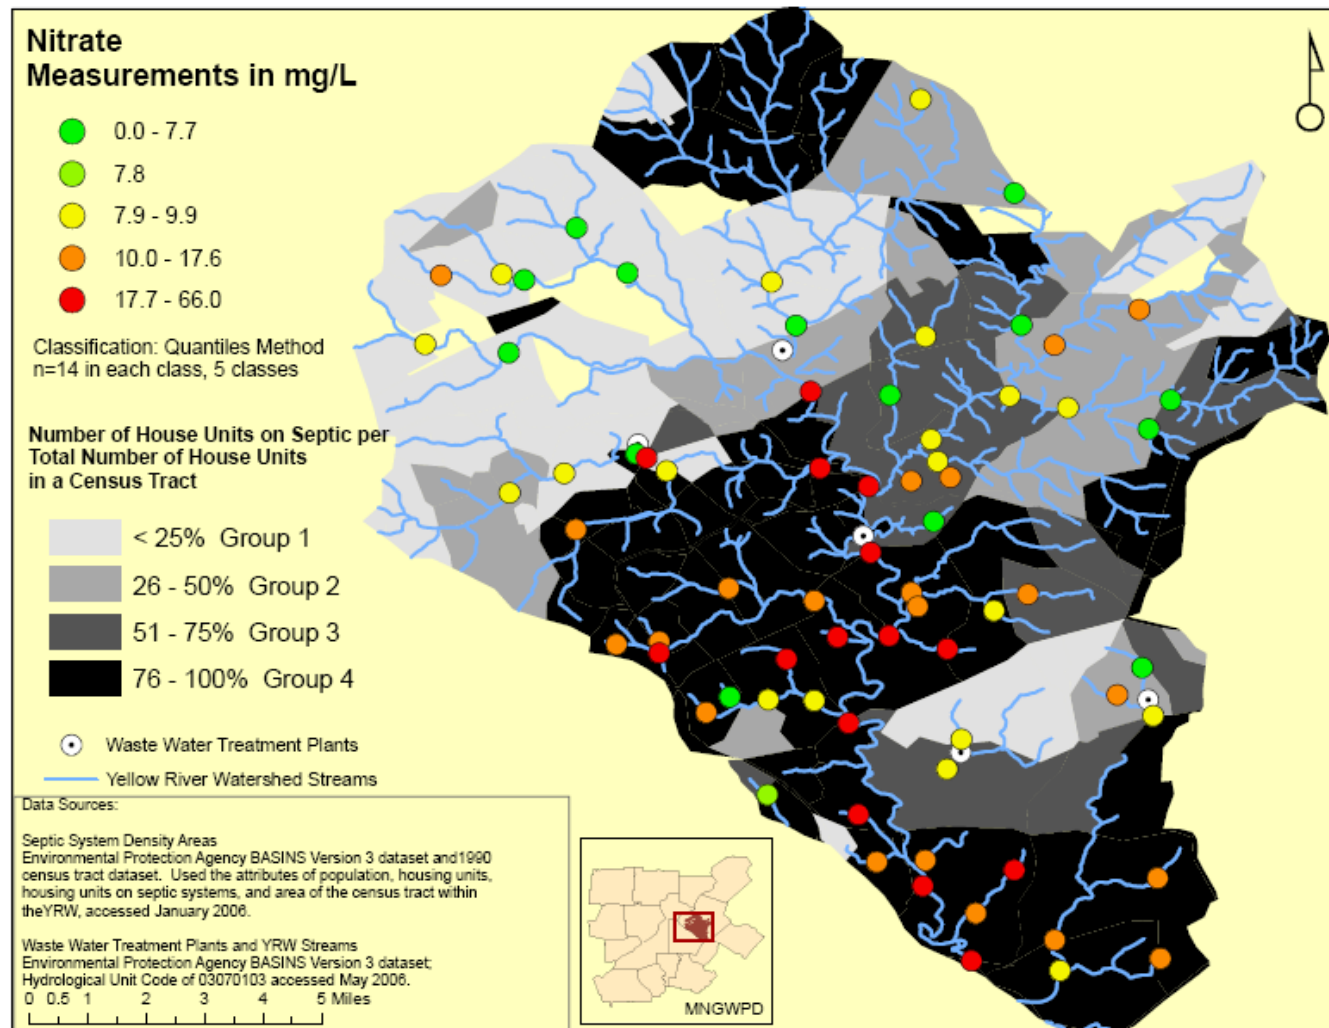 Nitrate
Measurements in mg/L
0.0 - 7.7
7.8
7.9 - 9.9
10.0 - 17.6
17.7 - 66.0
Classification: Quantiles Method
n=14 in each class, 5 classes
Number of House Units on Septic per
Total Number of House Units
in a Census Tract
< 25% Group 1
26 - 50% Group 2
51 - 75% Group 3
76 - 100% Group 4
Waste Water Treatment Plants
Yellow River Watershed Streams
Data Sources:
Septic System Density Areas
Environmental Protection Agency BASINS Version 3 dataset and1990
census tract dataset. Used the attributes of population, housing units,
housing units on septic systems, and area of the census tract within
theYRW, accessed January 2006.
Waste Water Treatment Plants and YRW Streams
Environmental Protection Agency BASINS Version 3 dataset;
Hydrological Unit Code of 03070103 accessed May 2006.
0 0.5 1 2 3 4 5 Miles
MNGWPD